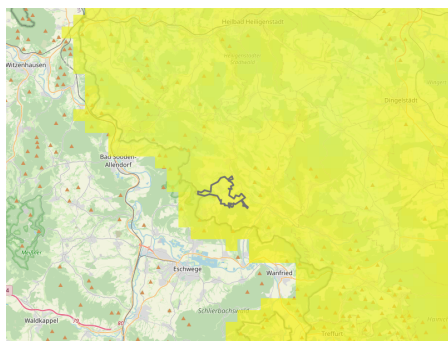 Heilbad Heiligenstadt
Witzenhausen
Dingelstädt
Bad Sooden-
Allendorf
Meißner
Eschwege
Wanfried
Schlierbachswald
Waldkappel
Treffurt